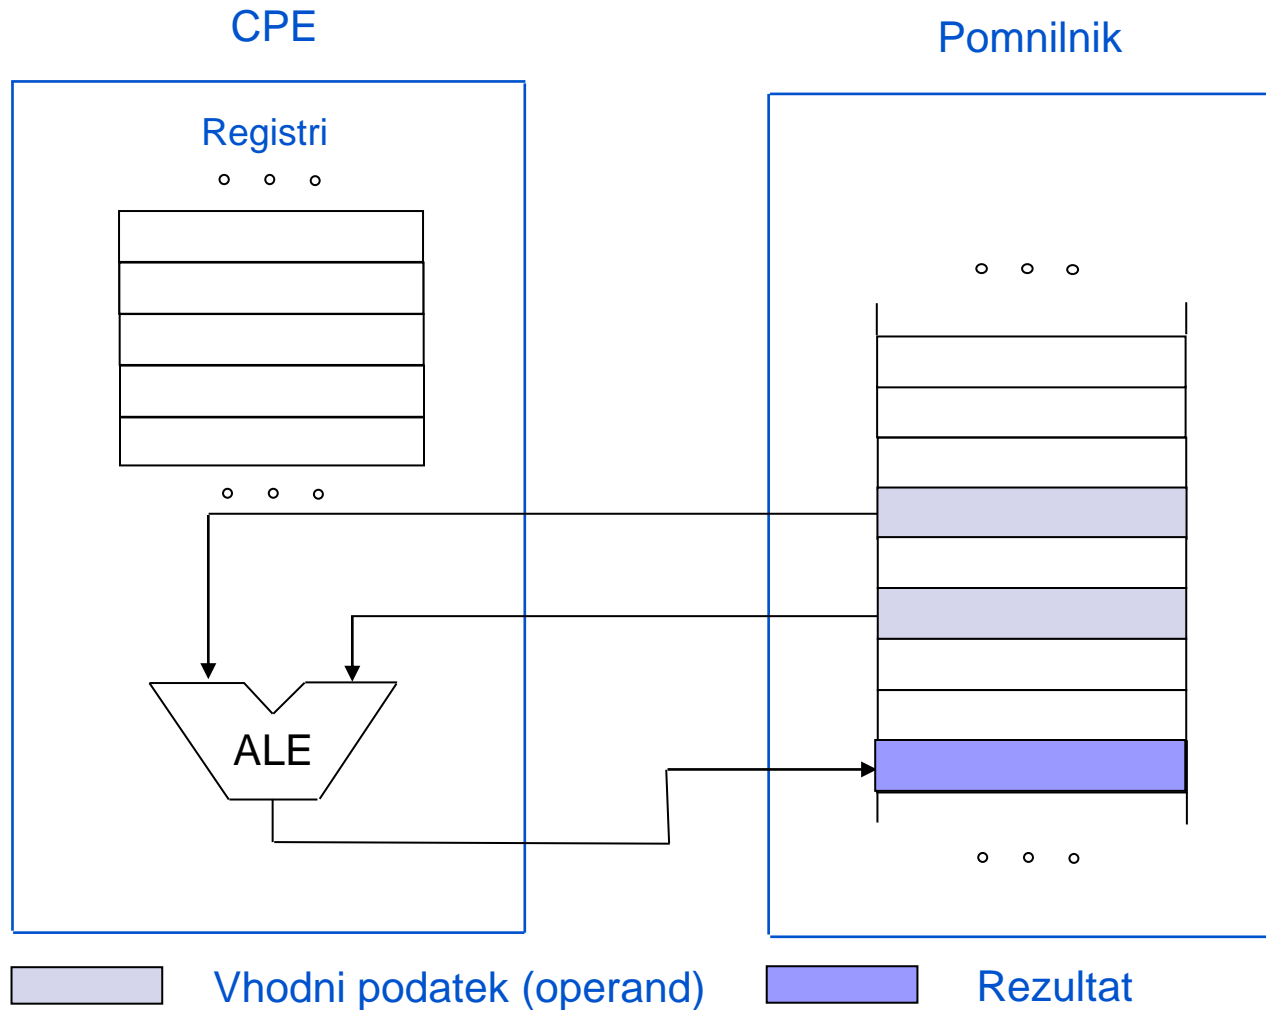 CPE
Pomnilnik
Registri
ALE
Vhodni podatek (operand)
Rezultat